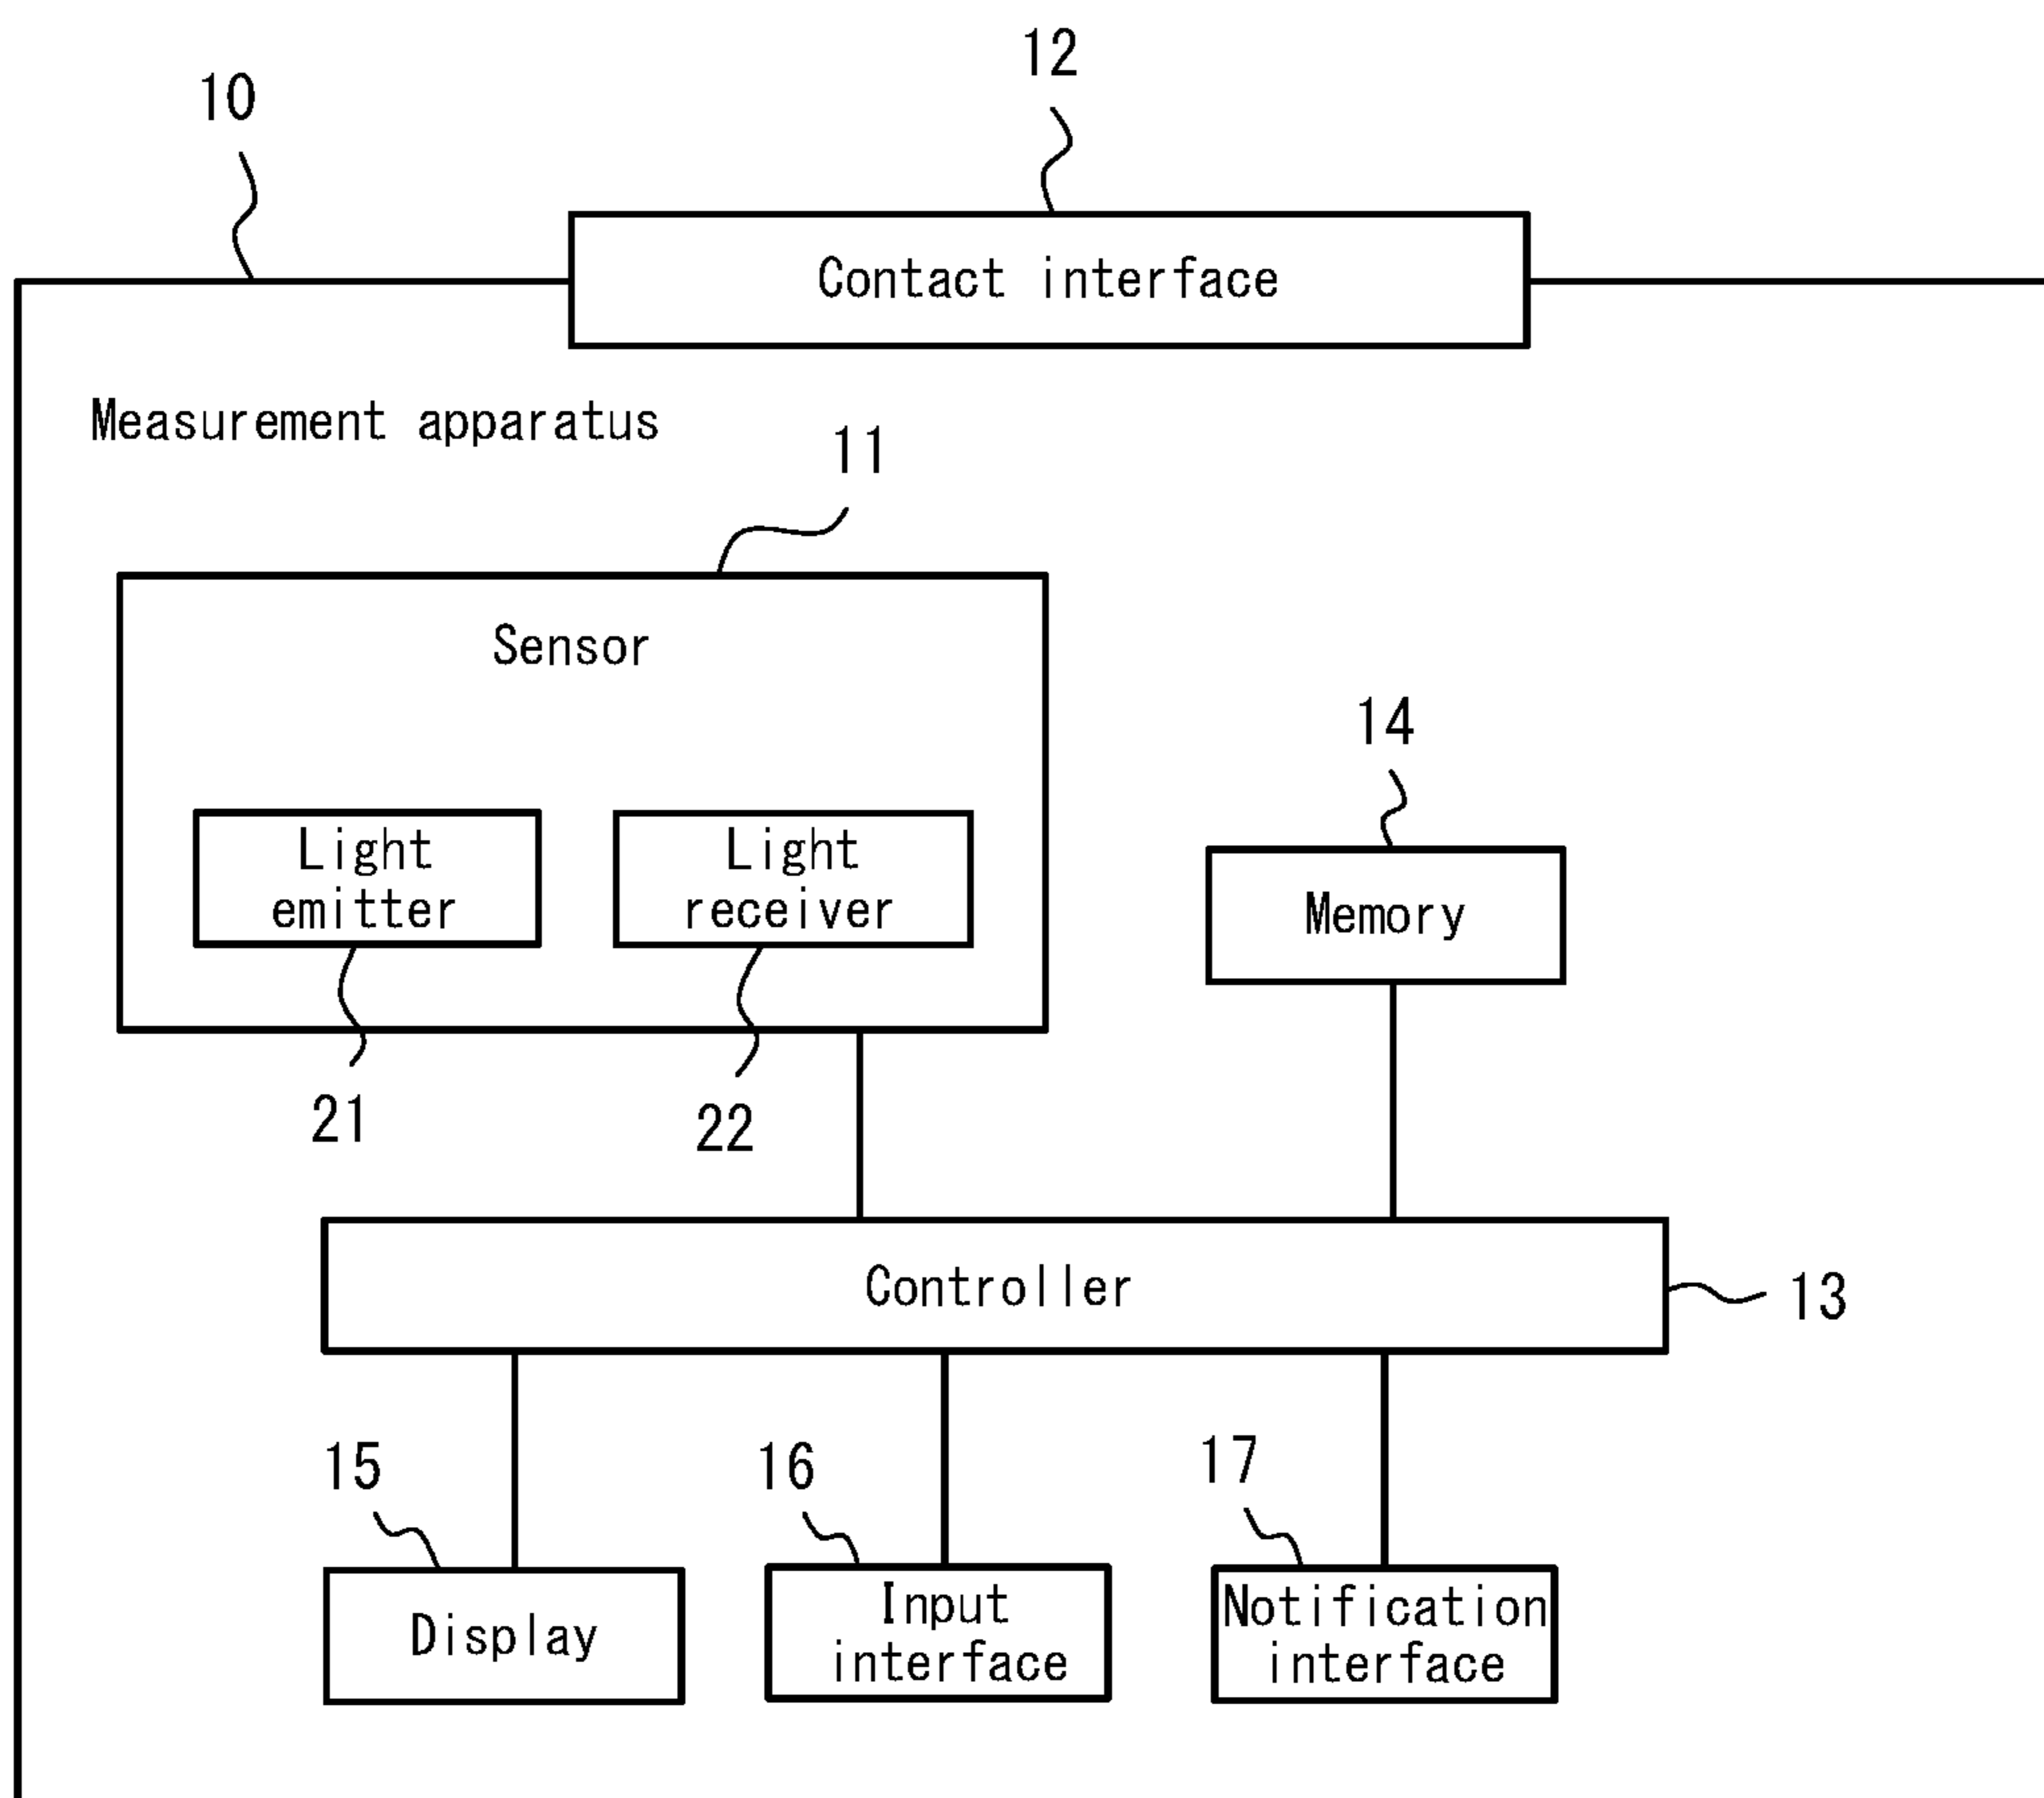 12
10
Contact interface
Measurement apparatus
11
Sensor
14
Light
emitter
Light
receiver
Memory
21
22
Controller
13
15
16
17
Display
Input
interface
Notification
interface